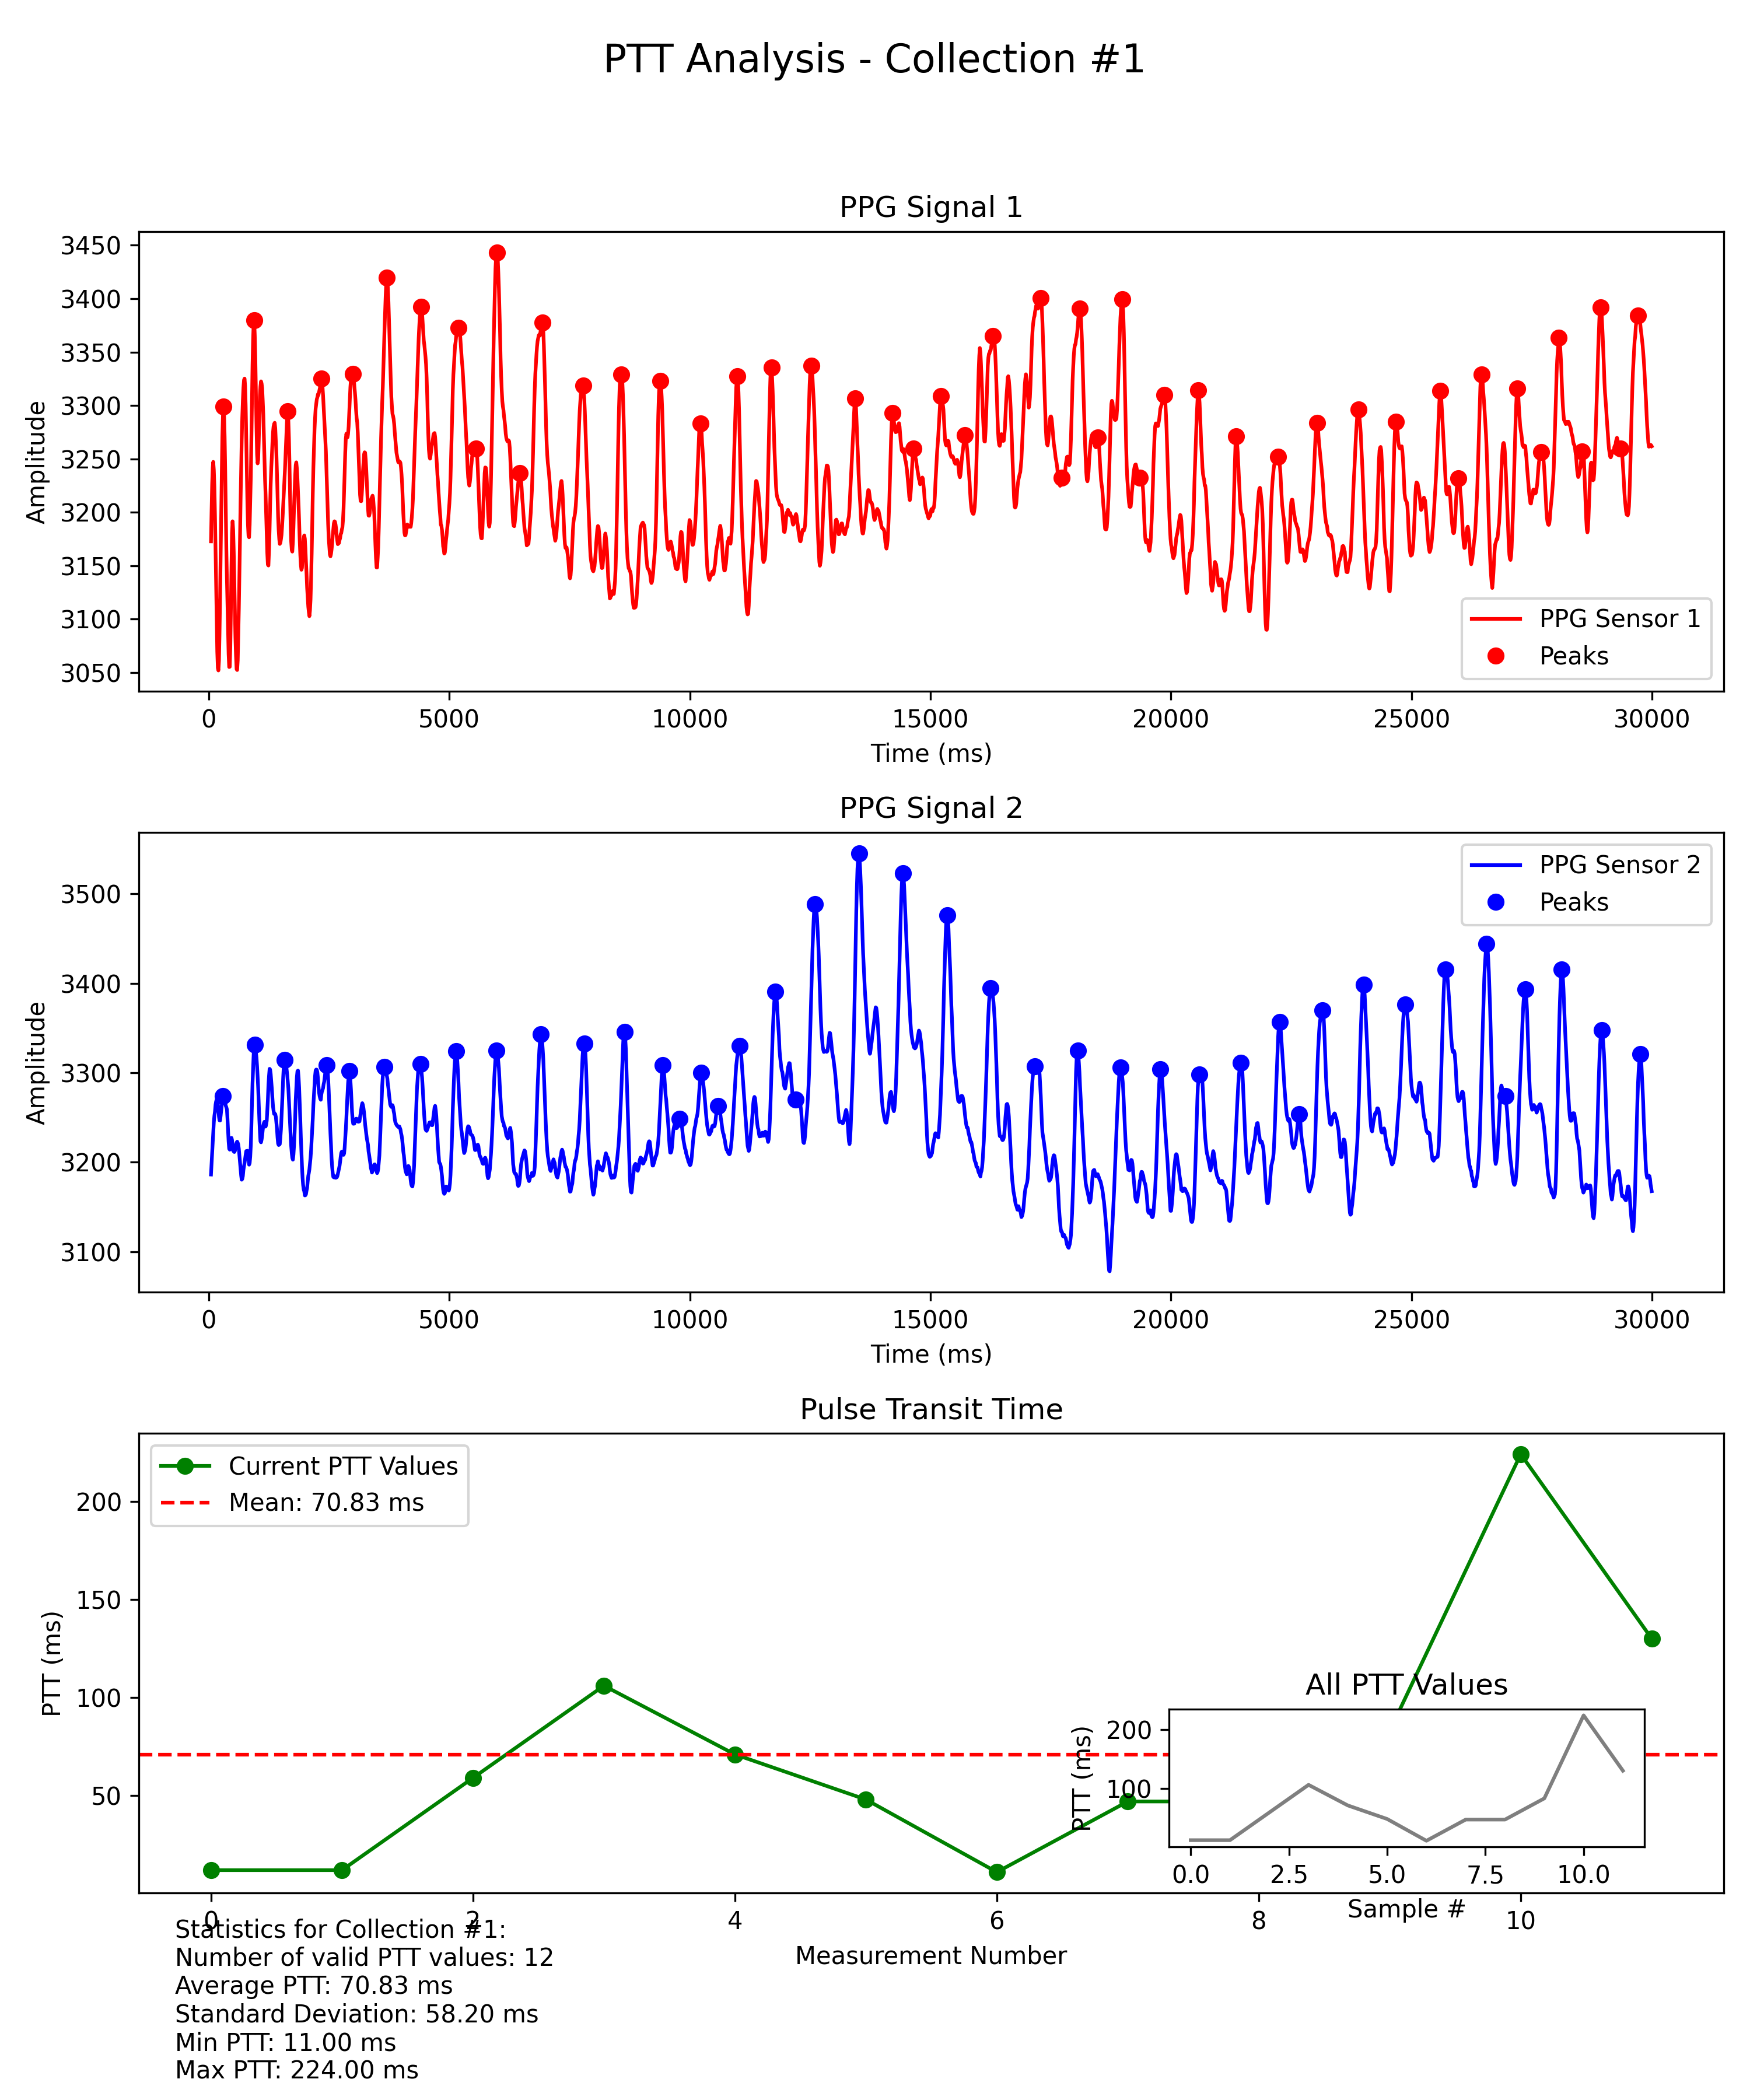 PTT Analysis - Collection #1
PPG Signal 1
Amplitude
3450
3400
3350
3300
3250
3200
3150
3100
3050
PPG Sensor 1
Peaks
0 5000 10000 15000 20000 25000 30000
Time (ms)
PPG Signal 2
Amplitude
3500
3400
3300
3200
3100
PPG Sensor 2
Peaks
0 5000 10000 15000 20000 25000 30000
Time (ms)
Pulse Transit Time
PTT (ms)
200
150
100
50
Current PTT Values
Mean: 70.83 ms
All PTT Values
PTT (ms)
200
100
0.0 2.5 5.0 7.5 10.0
Sample #
0 2 4 6 8 10
Measurement Number
Statistics for Collection #1:
Number of valid PTT values: 12
Average PTT: 70.83 ms
Standard Deviation: 58.20 ms
Min PTT: 11.00 ms
Max PTT: 224.00 ms